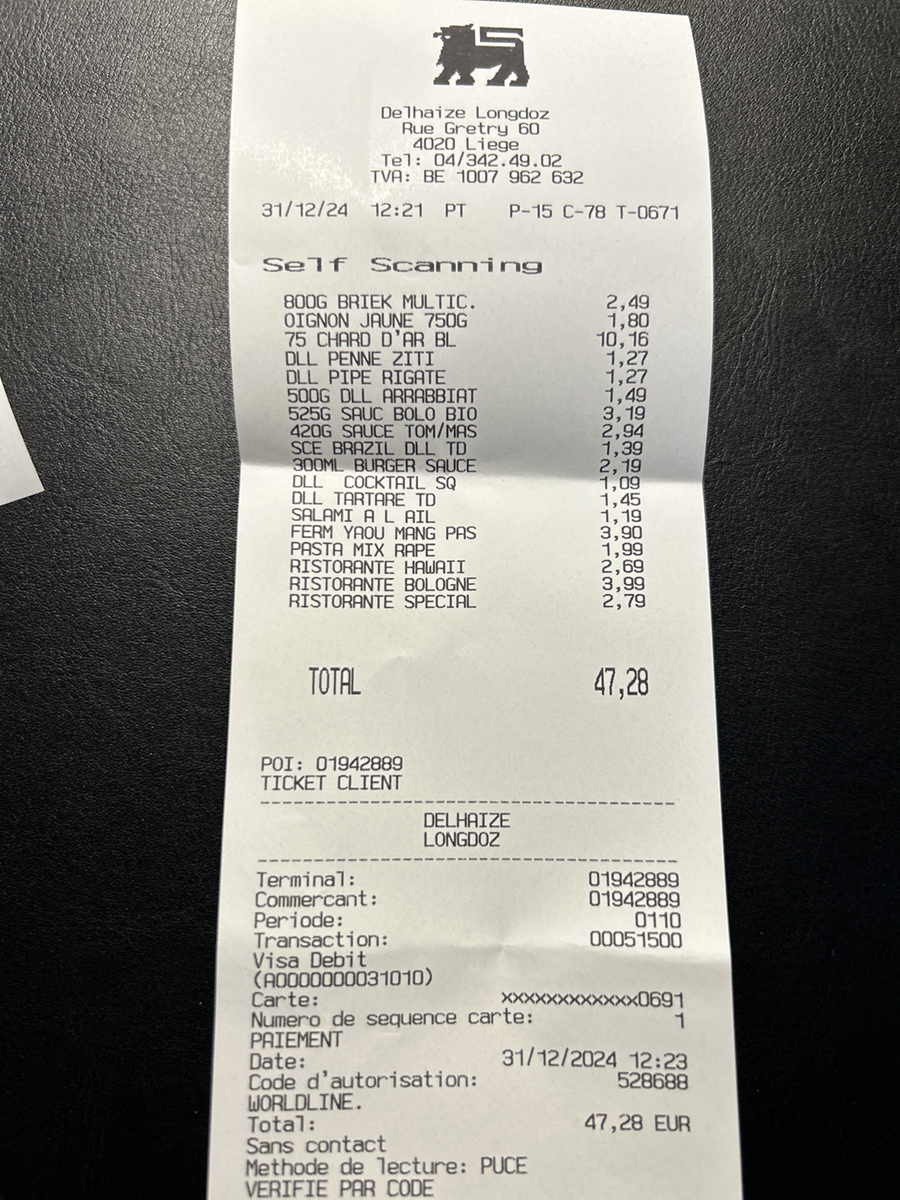 Delhaize Longdoz
Rue Gretry 60
4020 Liege
Tel: 04/342.49.02
TVA: BE 1007 962 632
31/12/24 12:21 PT P-15 C-78 T-0671
Self Scanning
800G BRIEK MULTIC. 2,49
OIGNON JAUNE 750G 1,80
75 CHARD D'AR BL 10,16
DLL PENNE ZITI 1,27
DLL PIPE RIGATE 1,27
500G DLL ARRABBIAT 1,49
525G SAUC BOLO BIO 3,19
420G SAUCE TOM/MAS 2,94
SCE BRAZIL DLL TD 1,39
300ML BURGER SAUCE 2,19
DLL COCKTAIL SQ 1,09
DLL TARTARE TD 1,45
SALAMI A L AIL 1,19
FERM YAOU MANG PAS 3,90
PASTA MIX RAPE 1,99
RISTORANTE HAWAII 2,69
RISTORANTE BOLOGNE 3,99
RISTORANTE SPECIAL 2,79
TOTAL 47,28
POI: 01942889
TICKET CLIENT
DELHAIZE
LONGDOZ
Terminal: 01942889
Commercant: 01942889
Periode: 0110
Transaction: 00051500
Visa Debit
(A0000000031010)
Carte: xxxxxxxxxxxx0691
Numero de sequence carte: 1
PAIEMENT
Date: 31/12/2024 12:23
Code d'autorisation: 528688
WORLDLINE.
Total: 47,28 EUR
Sans contact
Methode de lecture: PUCE
VERIFIE PAR CODE